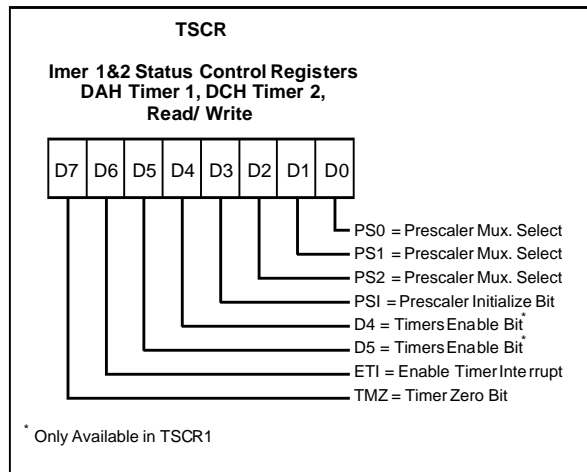 TSCR
Imer 1&2 Status Control Registers
DAH Timer 1, DCH Timer 2,
Read/ Write
D7 D6 D5 D4 D3 D2 D1 D0
PS0 = Prescaler Mux. Select
PS1 = Prescaler Mux. Select
PS2 = Prescaler Mux. Select
PSI = Prescaler Initialize Bit
D4 = Timers Enable Bit*
D5 = Timers Enable Bit*
ETI = Enable Timer Interrupt
TMZ = Timer Zero Bit
* Only Available in TSCR1